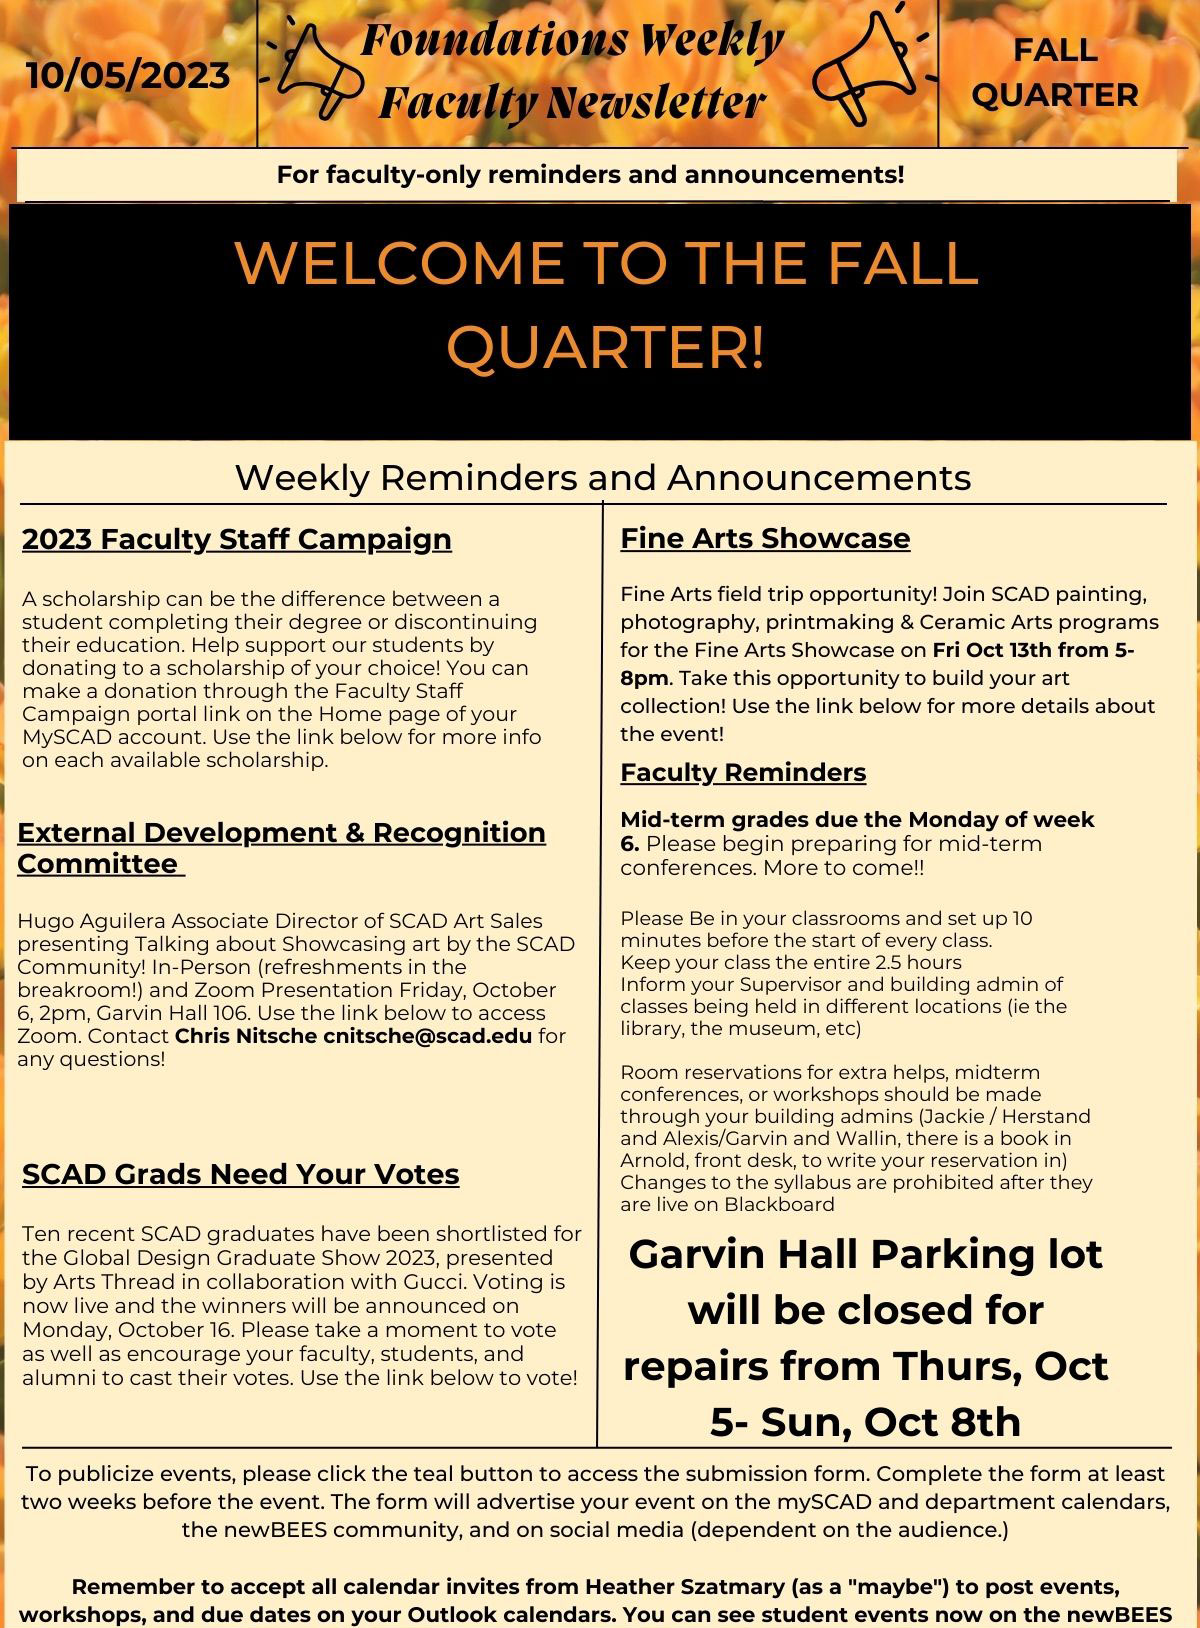 10/05/2023
Foundations Weekly
Faculty Newsletter
FALL
QUARTER
For faculty-only reminders and announcements!
WELCOME TO THE FALL
QUARTER!
Weekly Reminders and Announcements
2023 Faculty Staff Campaign
A scholarship can be the difference between a
student completing their degree or discontinuing
their education. Help support our students by
donating to a scholarship of your choice! You can
make a donation through the Faculty Staff
Campaign portal link on the Home page of your
MySCAD account. Use the link below for more info
on each available scholarship.
External Development & Recognition
Committee
Hugo Aguilera Associate Director of SCAD Art Sales
presenting Talking about Showcasing art by the SCAD
Community! In-Person (refreshments in the
breakroom!) and Zoom Presentation Friday, October
6, 2pm, Garvin Hall 106. Use the link below to access
Zoom. Contact Chris Nitsche cnitsche@scad.edu for
any questions!
SCAD Grads Need Your Votes
Ten recent SCAD graduates have been shortlisted for
the Global Design Graduate Show 2023, presented
by Arts Thread in collaboration with Gucci. Voting is
now live and the winners will be announced on
Monday, October 16. Please take a moment to vote
as well as encourage your faculty, students, and
alumni to cast their votes. Use the link below to vote!
Fine Arts Showcase
Fine Arts field trip opportunity! Join SCAD painting,
photography, printmaking & Ceramic Arts programs
for the Fine Arts Showcase on Fri Oct 13th from 5-
8pm. Take this opportunity to build your art
collection! Use the link below for more details about
the event!
Faculty Reminders
Mid-term grades due the Monday of week
6. Please begin preparing for mid-term
conferences. More to come!!
Please Be in your classrooms and set up 10
minutes before the start of every class.
Keep your class the entire 2.5 hours
Inform your Supervisor and building admin of
classes being held in different locations (ie the
library, the museum, etc)
Room reservations for extra helps, midterm
conferences, or workshops should be made
through your building admins (Jackie / Herstand
and Alexis/Garvin and Wallin, there is a book in
Arnold, front desk, to write your reservation in)
Changes to the syllabus are prohibited after they
are live on Blackboard
Garvin Hall Parking lot
will be closed for
repairs from Thurs, Oct
5- Sun, Oct 8th
To publicize events, please click the teal button to access the submission form. Complete the form at least
two weeks before the event. The form will advertise your event on the mySCAD and department calendars,
the newBEES community, and on social media (dependent on the audience.)
Remember to accept all calendar invites from Heather Szatmary (as a "maybe") to post events,
workshops, and due dates on your Outlook calendars. You can see student events now on the newBEES